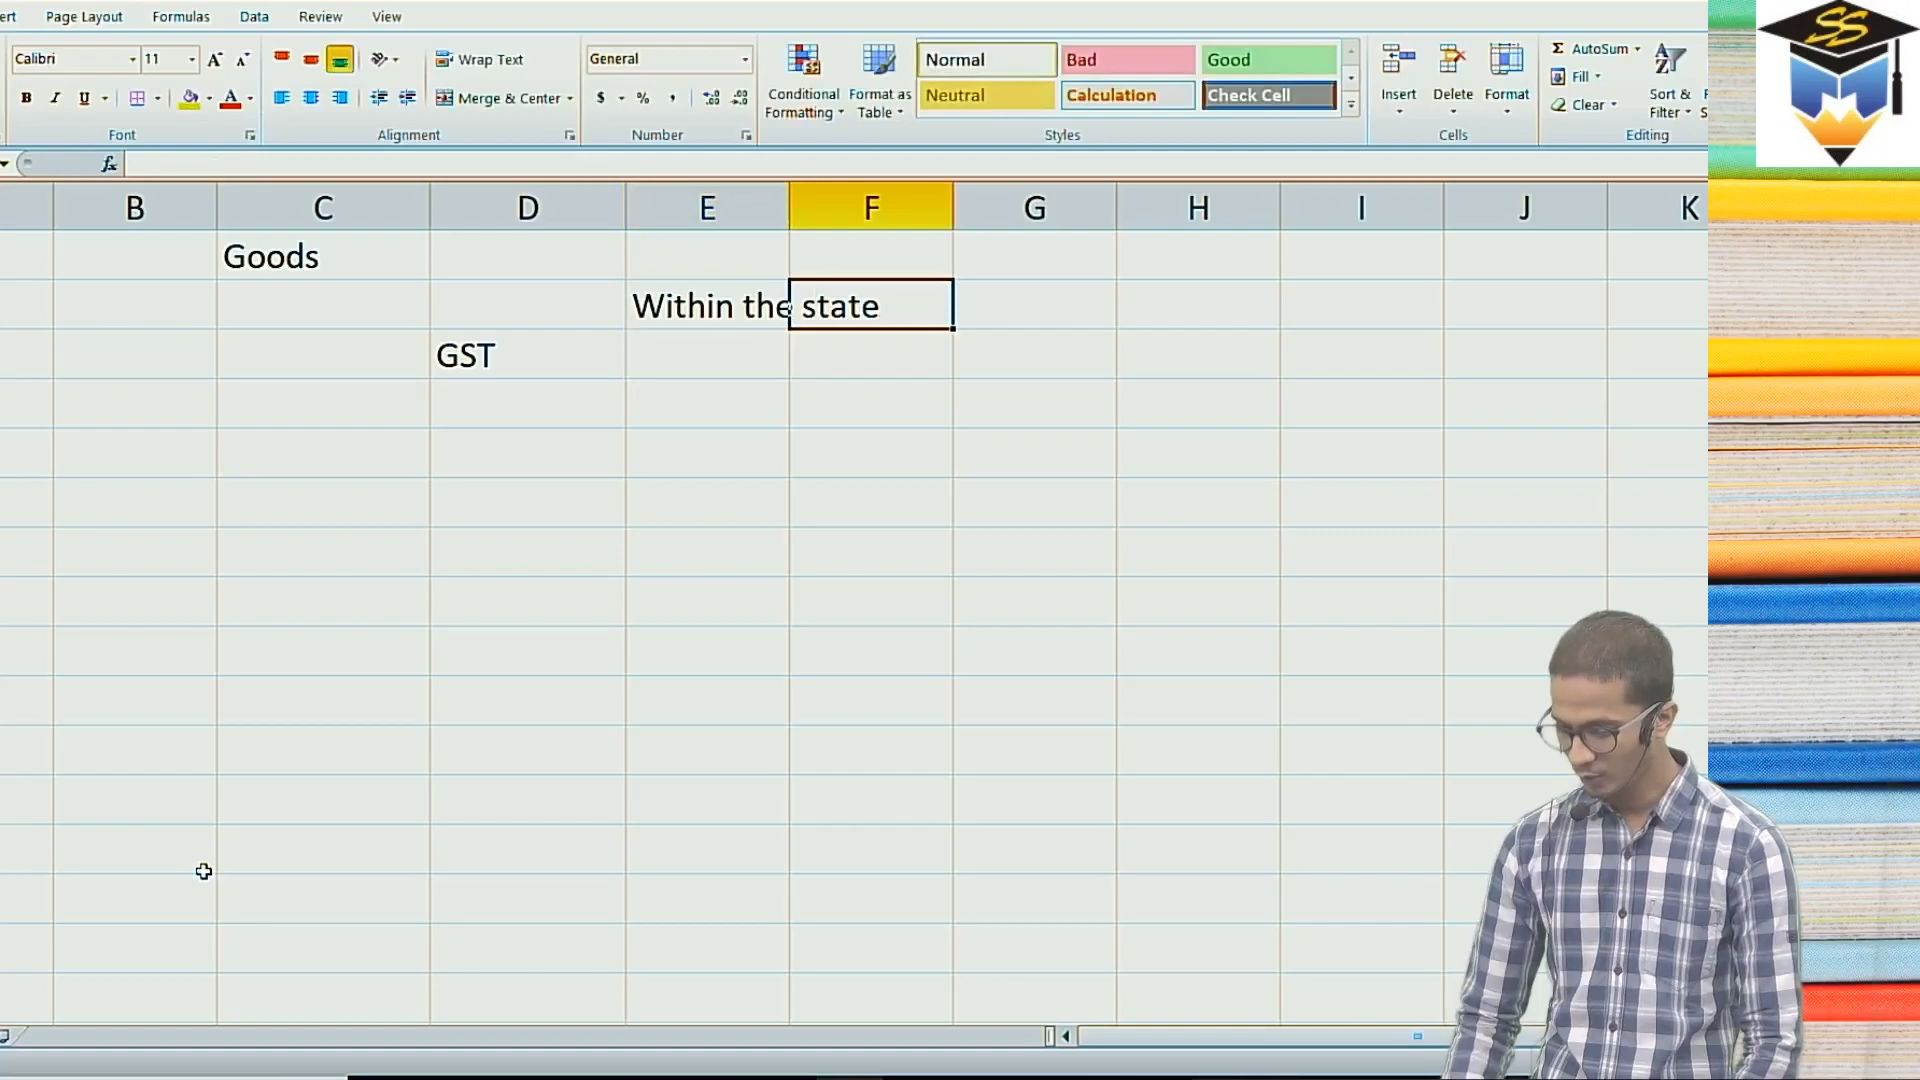 ert Page Layout Formulas Data Review View
Calibri 11 A A Wrap Text General Normal Bad Good AutoSum
B I U A Merge & Center $ % , Conditional Formatting Format as Table Neutral Calculation Check Cell Insert Delete Format Fill Clear Sort & Filter
Font Alignment Number Styles Cells Editing
fx
B C D E F G H I J K
Goods
Within the state
GST
SS